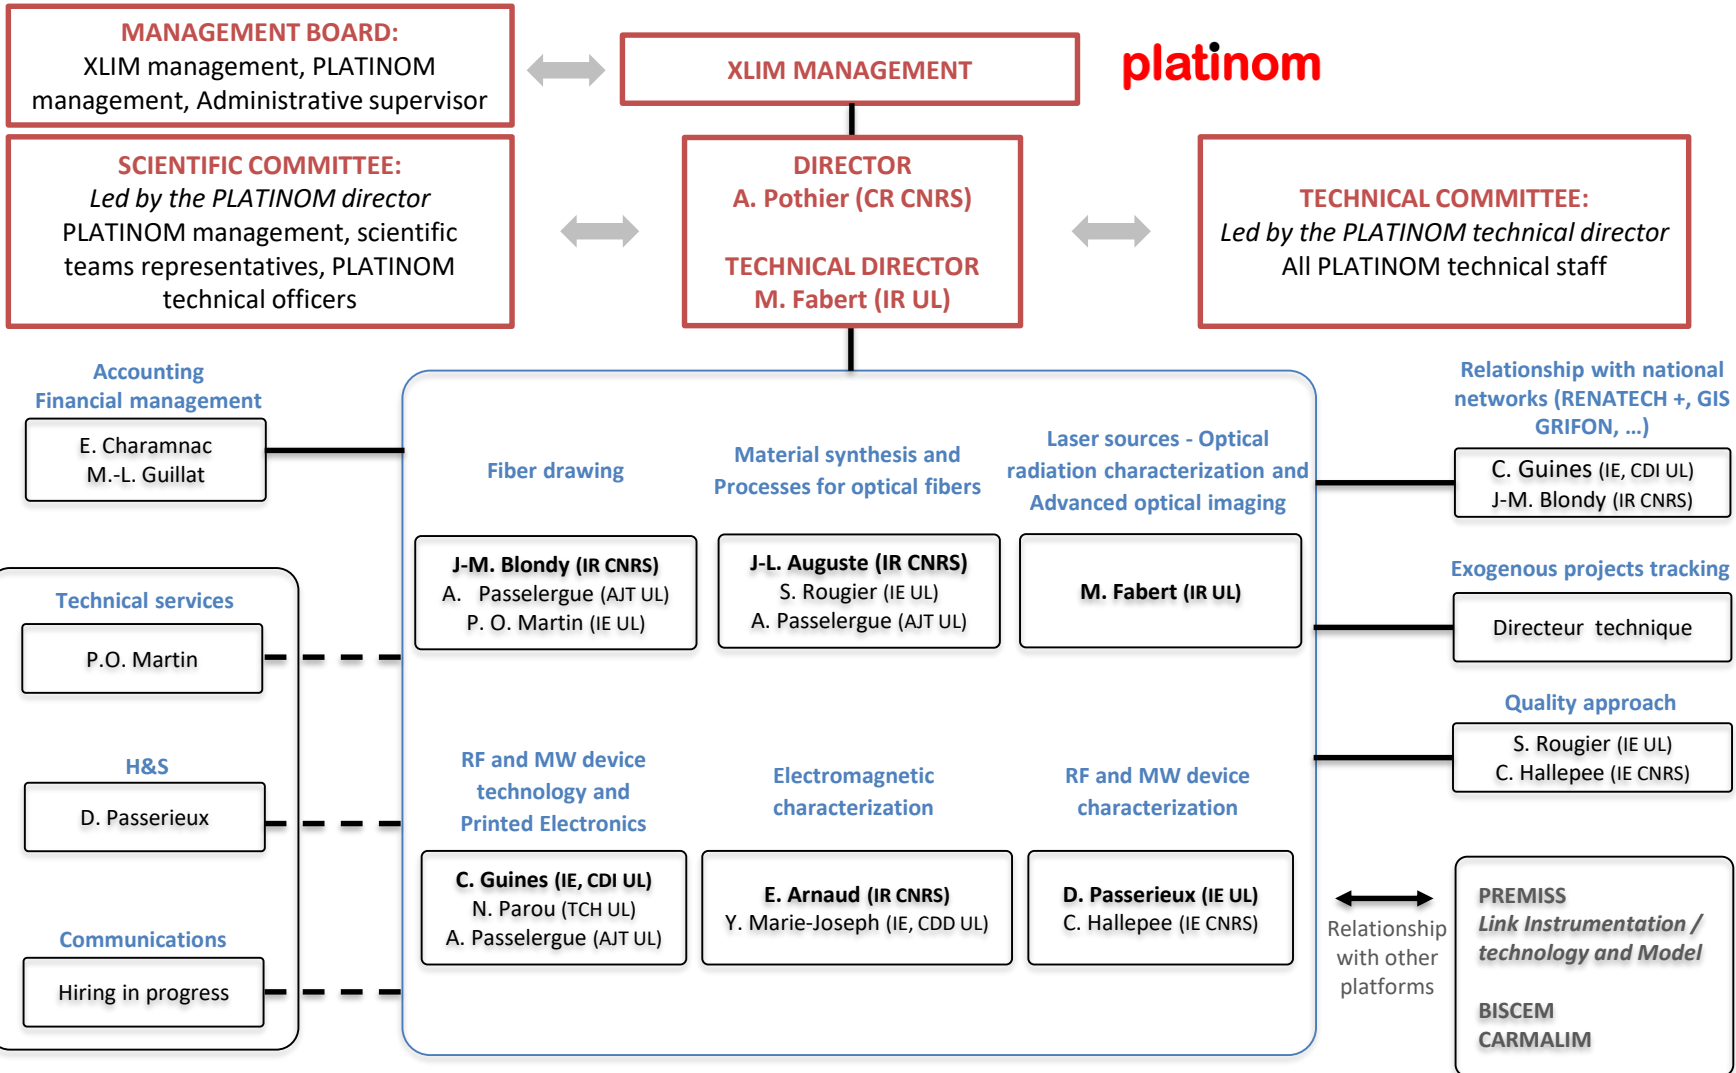 MANAGEMENT BOARD:
XLIM management, PLATINOM
management, Administrative supervisor
XLIM MANAGEMENT
platinom
SCIENTIFIC COMMITTEE:
Led by the PLATINOM director
PLATINOM management, scientific
teams representatives, PLATINOM
technical officers
DIRECTOR
A. Pothier (CR CNRS)
TECHNICAL DIRECTOR
M. Fabert (IR UL)
TECHNICAL COMMITTEE:
Led by the PLATINOM technical director
All PLATINOM technical staff
Accounting
Financial management
E. Charamnac
M.-L. Guillat
Technical services
P.O. Martin
H&S
D. Passerieux
Communications
Hiring in progress
Fiber drawing
J-M. Blondy (IR CNRS)
A. Passelergue (AJT UL)
P. O. Martin (IE UL)
Material synthesis and
Processes for optical fibers
J-L. Auguste (IR CNRS)
S. Rougier (IE UL)
A. Passelergue (AJT UL)
Laser sources - Optical
radiation characterization and
Advanced optical imaging
M. Fabert (IR UL)
RF and MW device
technology and
Printed Electronics
C. Guines (IE, CDI UL)
N. Parou (TCH UL)
A. Passelergue (AJT UL)
Electromagnetic
characterization
E. Arnaud (IR CNRS)
Y. Marie-Joseph (IE, CDD UL)
RF and MW device
characterization
D. Passerieux (IE UL)
C. Hallepee (IE CNRS)
Relationship with national
networks (RENATECH +, GIS
GRIFON, ...)
C. Guines (IE, CDI UL)
J-M. Blondy (IR CNRS)
Exogenous projects tracking
Directeur technique
Quality approach
S. Rougier (IE UL)
C. Hallepee (IE CNRS)
Relationship
with other
platforms
PREMISS
Link Instrumentation /
technology and Model
BISCEM
CARMALIM